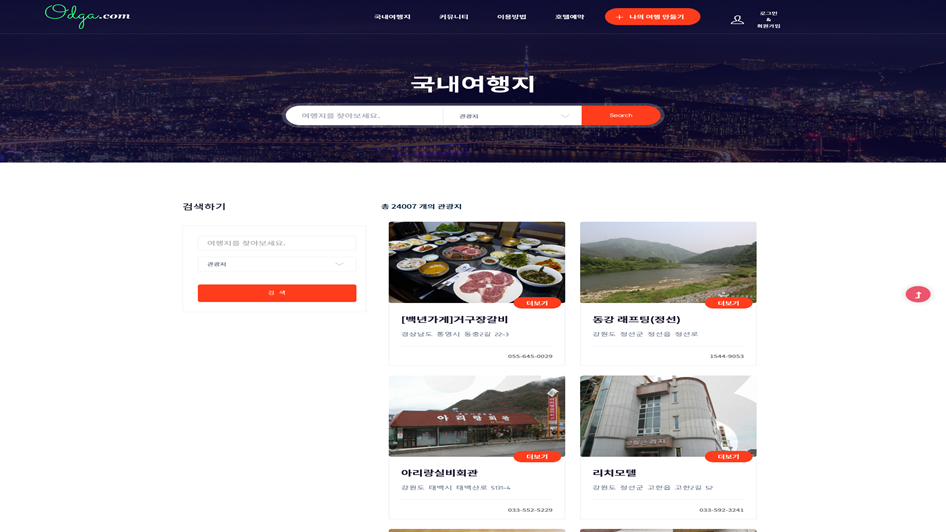 Odga.com
국내여행지
커뮤니티
이용방법
호텔예약
+ 나의 여행 만들기
로그인
&
회원가입
국내여행지
여행지를 찾아보세요.
관광지
Search
검색하기
여행지를 찾아보세요.
관광지
검 색
총 24007 개의 관광지
더보기
[백년가게]거구장갈비
경상남도 통영시 동충2길 22-3
055-645-0029
더보기
동강 래프팅(정선)
강원도 정선군 정선읍 정선로
1544-9053
아리랑회관
더보기
아리랑실비회관
강원도 태백시 태백산로 5131-4
033-552-5229
더보기
리치모텔
강원도 정선군 고한읍 고한2길 52
033-592-3241